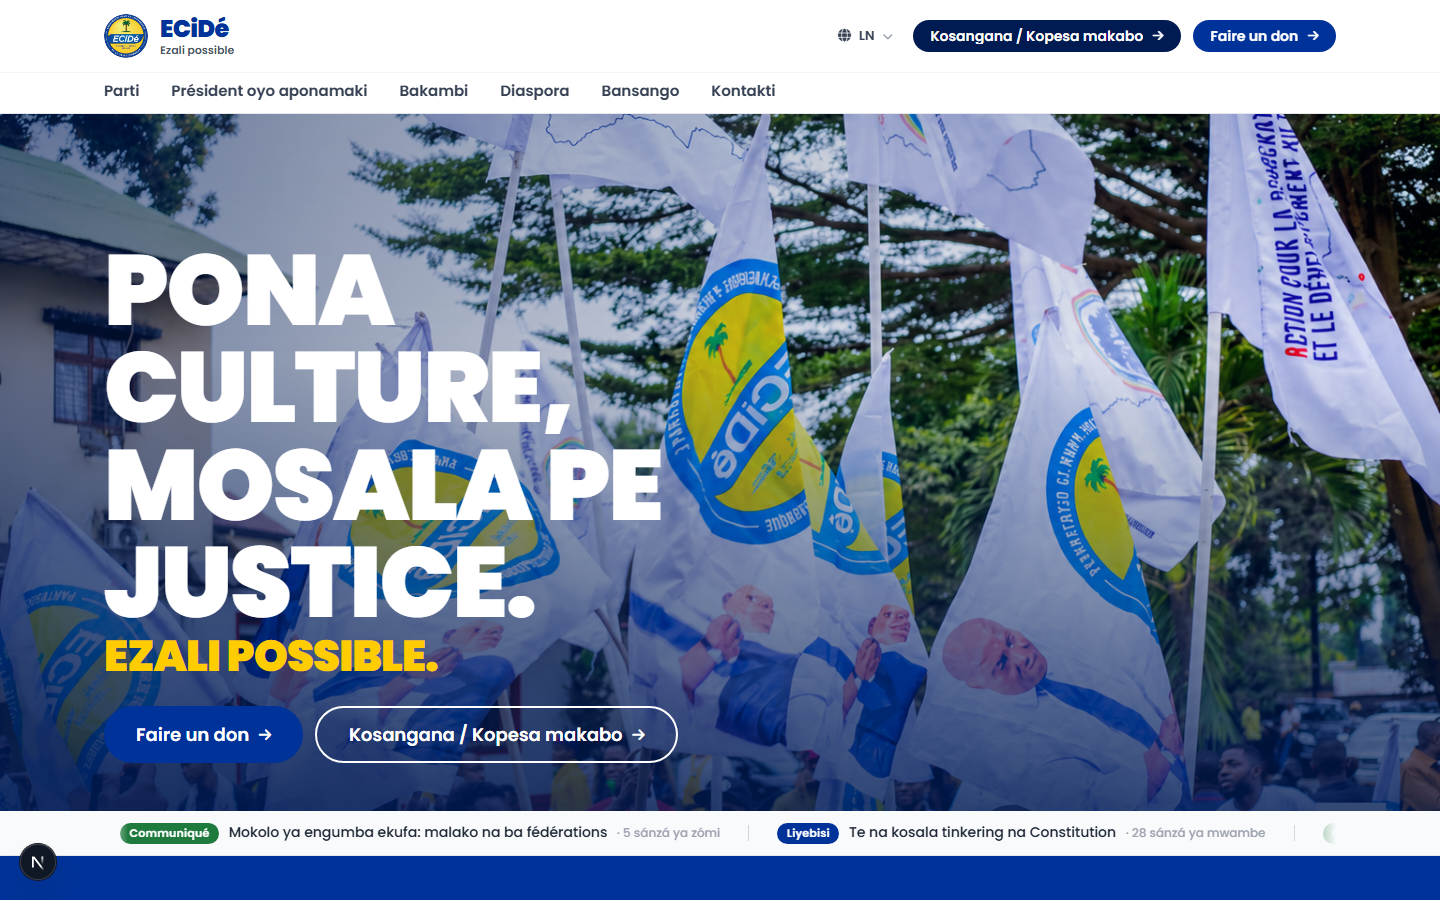 ECiDé
ECiDé
Ezali possible
LN
Kosangana / Kopesa makabo
Faire un don
Parti
Président oyo aponamaki
Bakambi
Diaspora
Bansango
Kontakti
ACTION POUR LA
ET LE
ECiDé
PONA
CULTURE,
MOSALA PE
JUSTICE.
EZALI POSSIBLE.
Faire un don
Kosangana / Kopesa makabo
Communiqué Mokolo ya engumba ekufa: malako na ba fédérations · 5 sánzá ya zómi
Liyebisi Te na kosala tinkering na Constitution · 28 sánzá ya mwambe
N